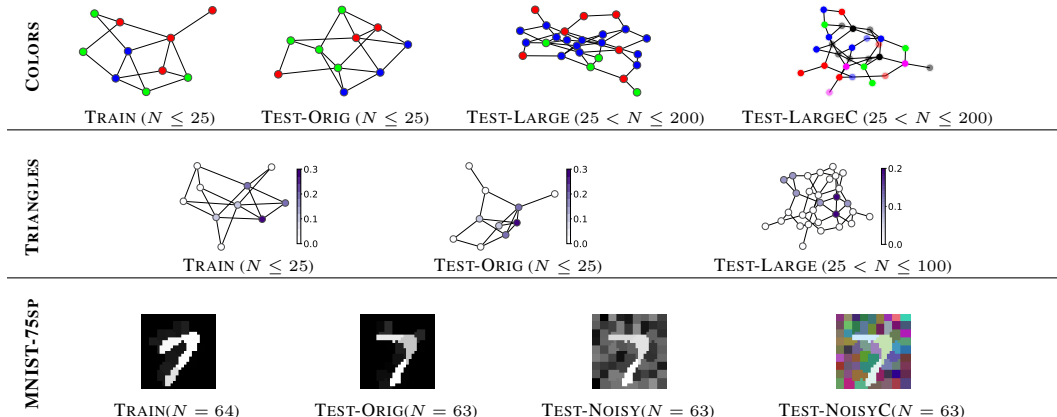 COLORS
TRAIN (N ≤ 25)
TEST-ORIG (N ≤ 25)
TEST-LARGE (25 < N ≤ 200)
TEST-LARGEC (25 < N ≤ 200)
TRIANGLES
0.3
0.2
0.1
0.0
0.3
0.2
0.1
0.0
0.2
0.1
0.0
TRAIN (N ≤ 25)
TEST-ORIG (N ≤ 25)
TEST-LARGE (25 < N ≤ 100)
MNIST-75SP
TRAIN(N = 64)
TEST-ORIG(N = 63)
TEST-NOISY(N = 63)
TEST-NOISYC(N = 63)